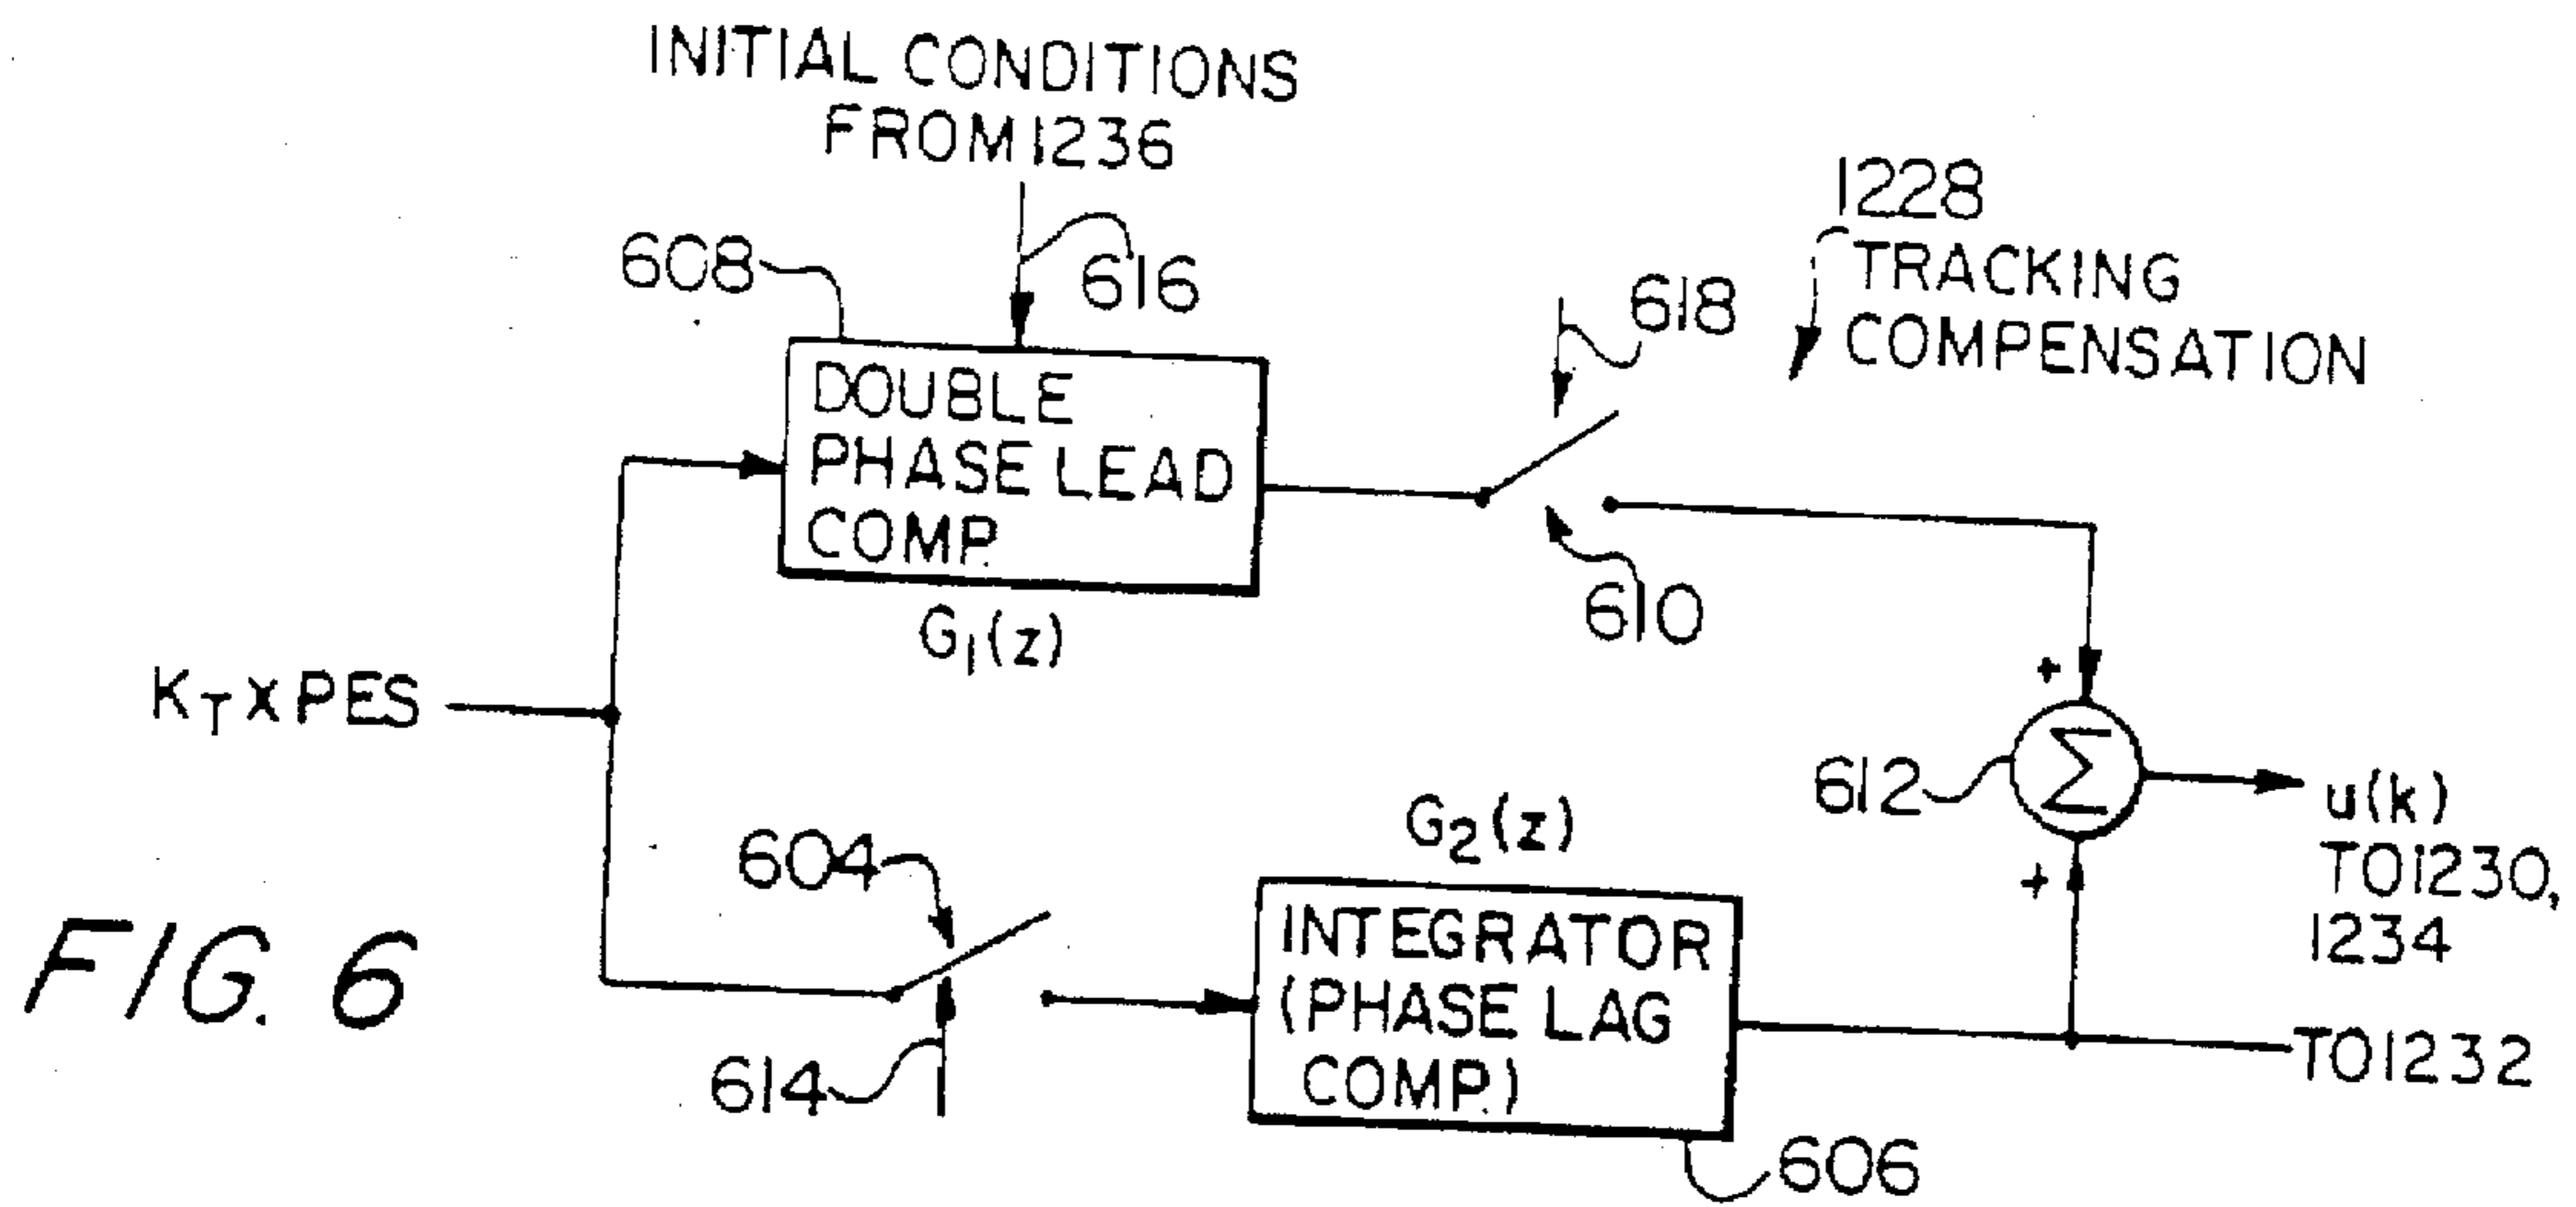 INITIAL CONDITIONS
FROM 1236
1228
TRACKING
COMPENSATION
608
616
618
DOUBLE
PHASE LEAD
COMP.
G₁(z)
610
K_T X PES
612
Σ
+
+
u(k)
TO 1230,
1234
604
G₂(z)
INTEGRATOR
(PHASE LAG
COMP.)
614
606
TO 1232
FIG. 6